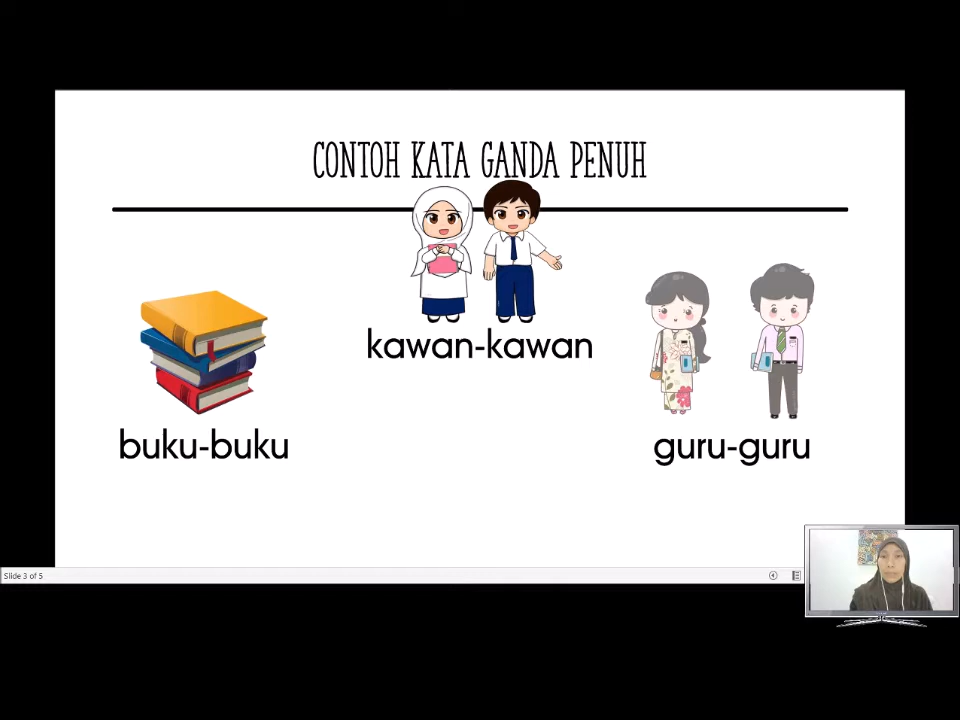 CONTOH KATA GANDA PENUH
kawan-kawan
buku-buku
guru-guru
Slide 3 of 5